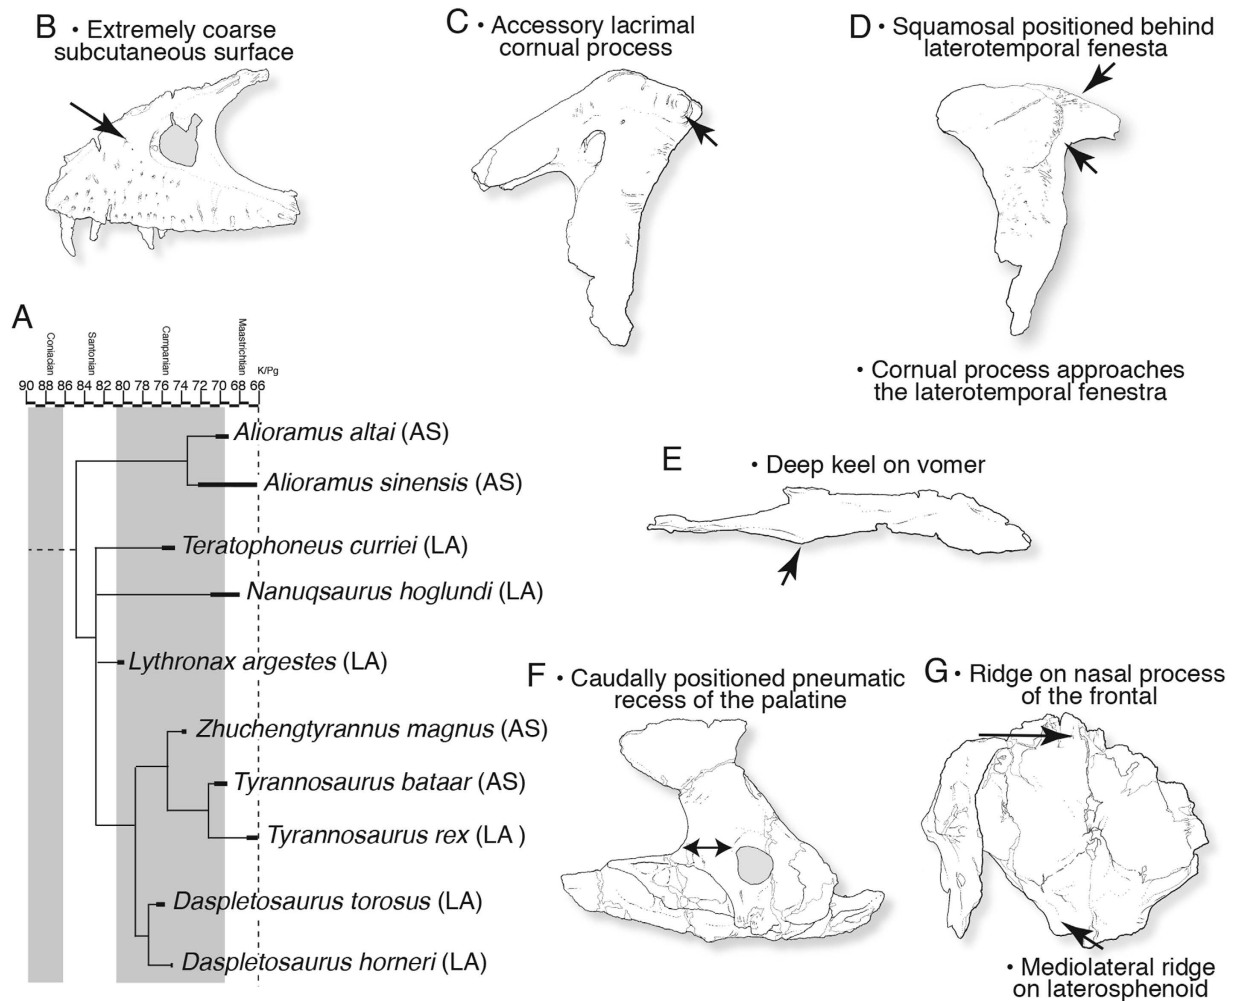 B • Extremely coarse
subcutaneous surface
C • Accessory lacrimal
cornual process
D • Squamosal positioned behind
laterotemporal fenesta
• Cornual process approaches
the laterotemporal fenestra
A
Coniacian
Santonian
Campanian
Maastrichtian
K/Pg
90 88 86 84 82 80 78 76 74 72 70 68 66
Alioramus altai (AS)
Alioramus sinensis (AS)
Teratophoneus curriei (LA)
Nanuqsaurus hoglundi (LA)
Lythronax argestes (LA)
Zhuchengtyrannus magnus (AS)
Tyrannosaurus bataar (AS)
Tyrannosaurus rex (LA )
Daspletosaurus torosus (LA)
Daspletosaurus horneri (LA)
E • Deep keel on vomer
F • Caudally positioned pneumatic
recess of the palatine
G • Ridge on nasal process
of the frontal
• Mediolateral ridge
on laterosphenoid